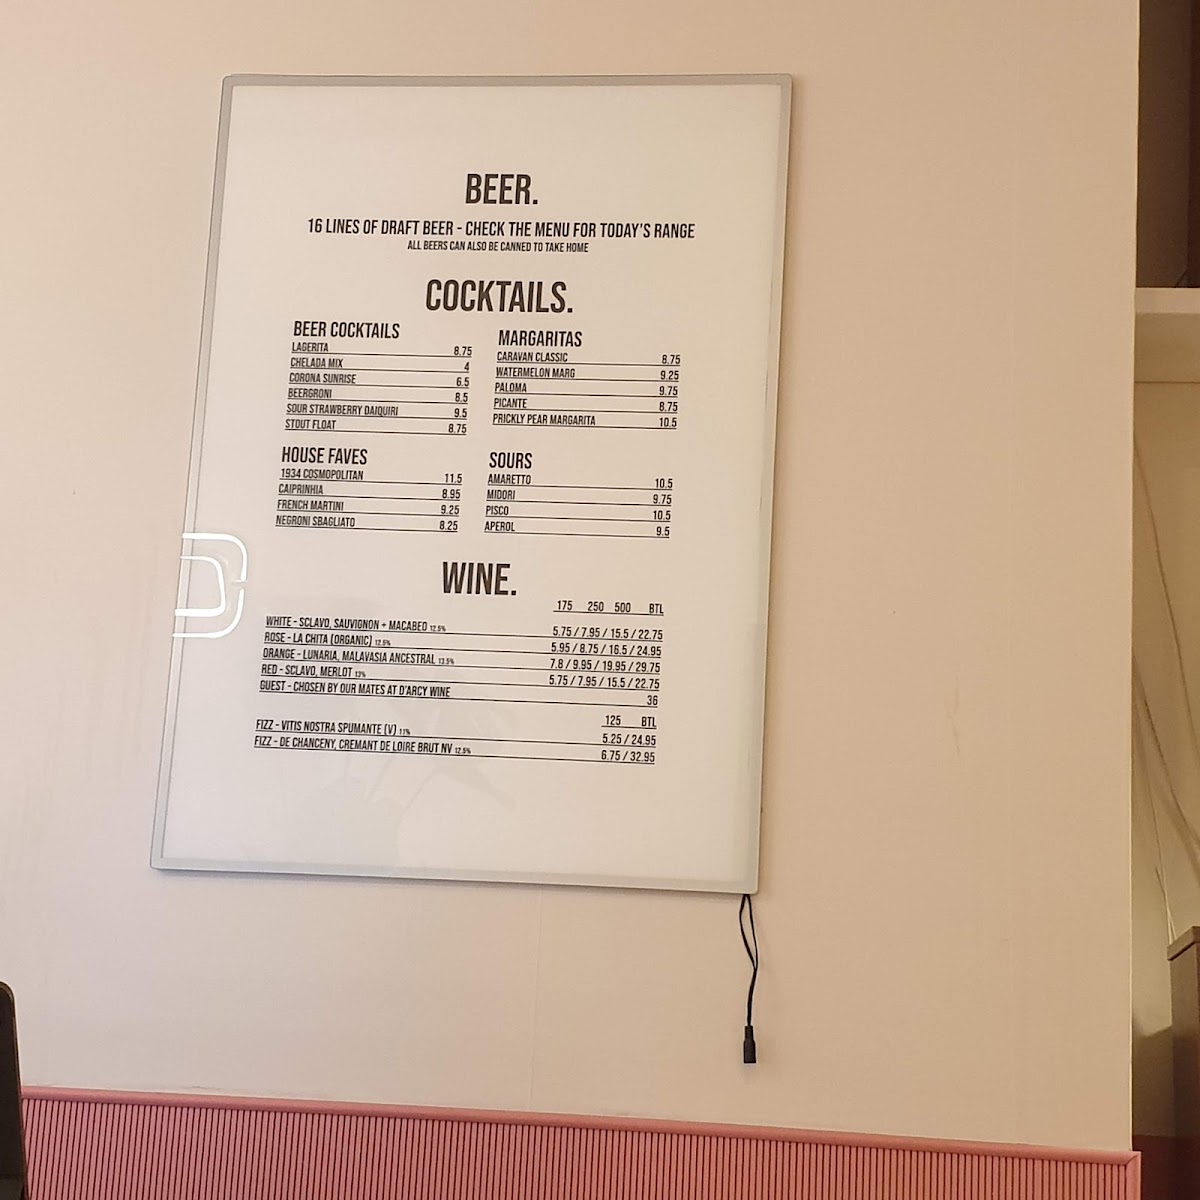 BEER.
16 LINES OF DRAFT BEER - CHECK THE MENU FOR TODAY'S RANGE
ALL BEERS CAN ALSO BE CANNED TO TAKE HOME
COCKTAILS.
BEER COCKTAILS
LAGERITA 8.75
CHELADA MIX 4
CORONA SUNRISE 6.5
BEERGRONI 8.5
SOUR STRAWBERRY DAIQUIRI 9.5
STOUT FLOAT 8.75
MARGARITAS
CARAVAN CLASSIC 8.75
WATERMELON MARG 9.25
PALOMA 9.75
PICANTE 8.75
PRICKLY PEAR MARGARITA 10.5
HOUSE FAVES
1934 COSMOPOLITAN 11.5
CAIPRINHIA 8.95
FRENCH MARTINI 9.25
NEGRONI SBAGLIATO 8.25
SOURS
AMARETTO 10.5
MIDORI 9.75
PISCO 10.5
APEROL 9.5
WINE.
175 250 500 BTL
WHITE - SCLAVO, SAUVIGNON + MACABEO 12.5% 5.75 / 7.95 / 15.5 / 22.75
ROSE - LA CHITA (ORGANIC) 12.5% 5.95 / 8.75 / 16.5 / 24.95
ORANGE - LUNARIA, MALAVASIA ANCESTRAL 13.5% 7.8 / 9.95 / 19.95 / 29.75
RED - SCLAVO, MERLOT 13% 5.75 / 7.95 / 15.5 / 22.75
GUEST - CHOSEN BY OUR MATES AT D'ARCY WINE 36
125 BTL
FIZZ - VITIS NOSTRA SPUMANTE (V) 11% 5.25 / 24.95
FIZZ - DE CHANCENY, CREMANT DE LOIRE BRUT NV 12.5% 6.75 / 32.95